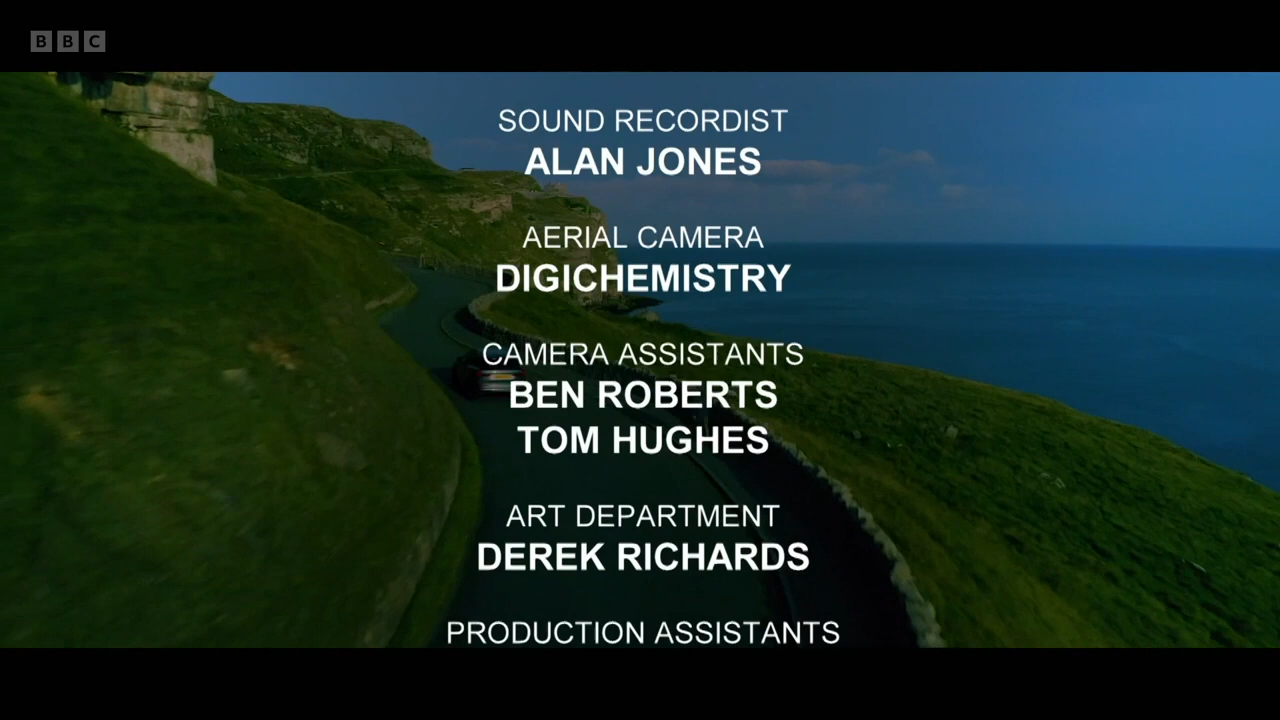 BBC
SOUND RECORDIST
ALAN JONES
AERIAL CAMERA
DIGICHEMISTRY
CAMERA ASSISTANTS
BEN ROBERTS
TOM HUGHES
ART DEPARTMENT
DEREK RICHARDS
PRODUCTION ASSISTANTS